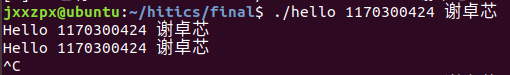 jxxzpx@ubuntu:~/hitics/final$ ./hello 1170300424 谢卓芯
Hello 1170300424 谢卓芯
Hello 1170300424 谢卓芯
^C